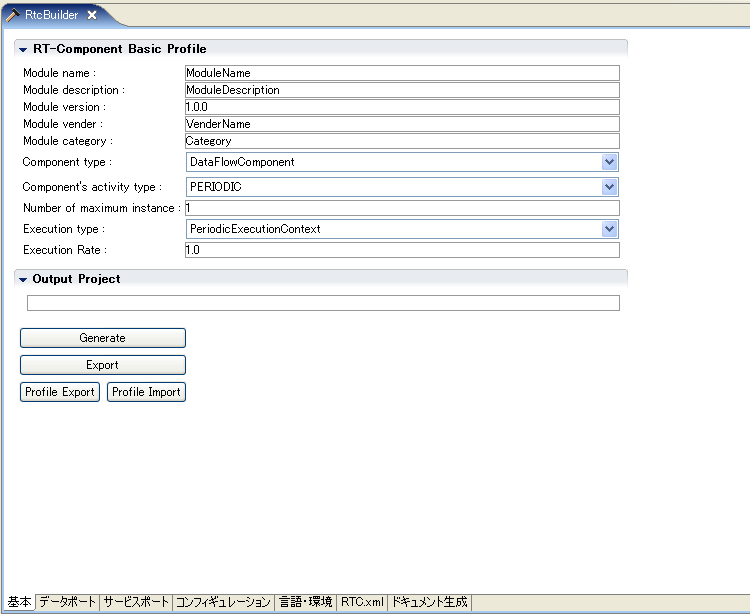 RtcBuilder
RT-Component Basic Profile
Module name : ModuleName
Module description : ModuleDescription
Module version : 1.0.0
Module vender : VenderName
Module category : Category
Component type : DataFlowComponent
Component's activity type : PERIODIC
Number of maximum instance : 1
Execution type : PeriodicExecutionContext
Execution Rate : 1.0
Output Project
Generate
Export
Profile Export Profile Import
基本 データポート サービスポート コンフィギュレーション 言語・環境 RTC.xml ドキュメント生成